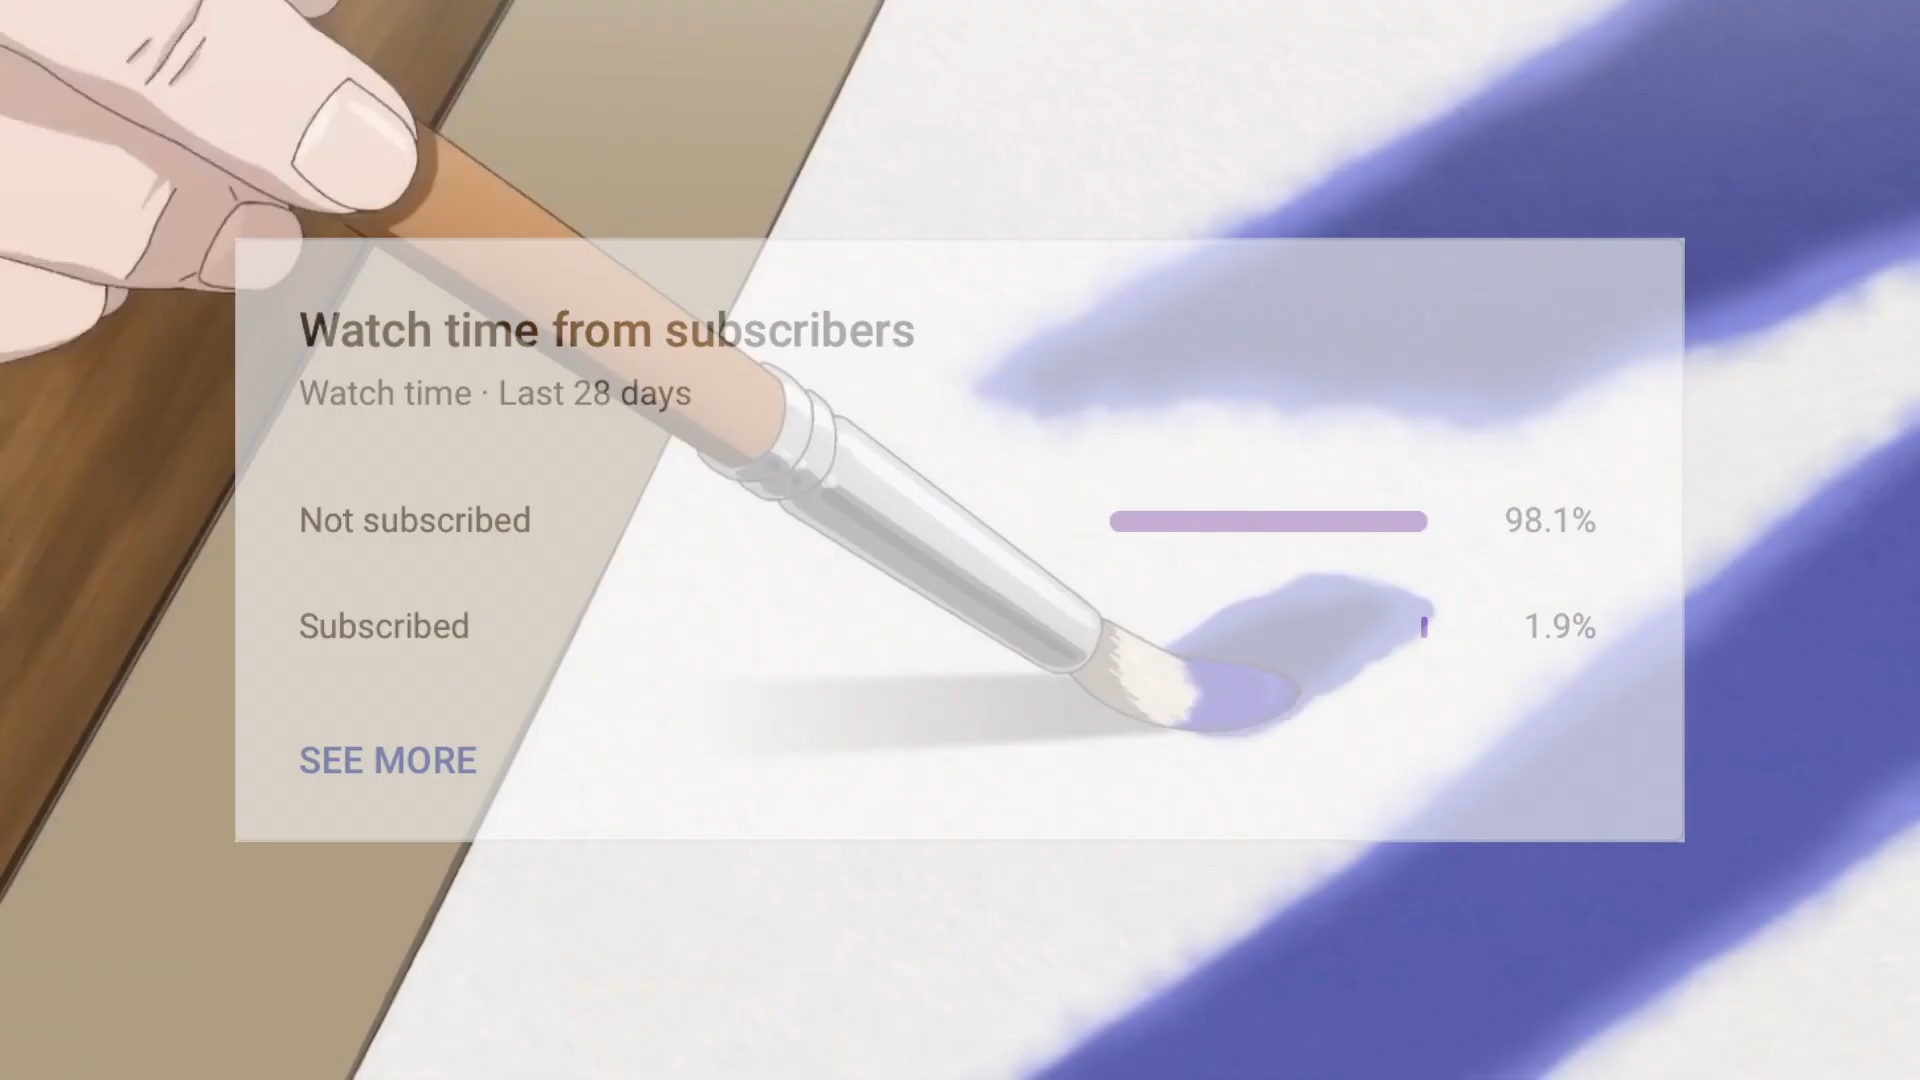 Watch time from subscribers
Watch time · Last 28 days
Not subscribed 98.1%
Subscribed 1.9%
SEE MORE